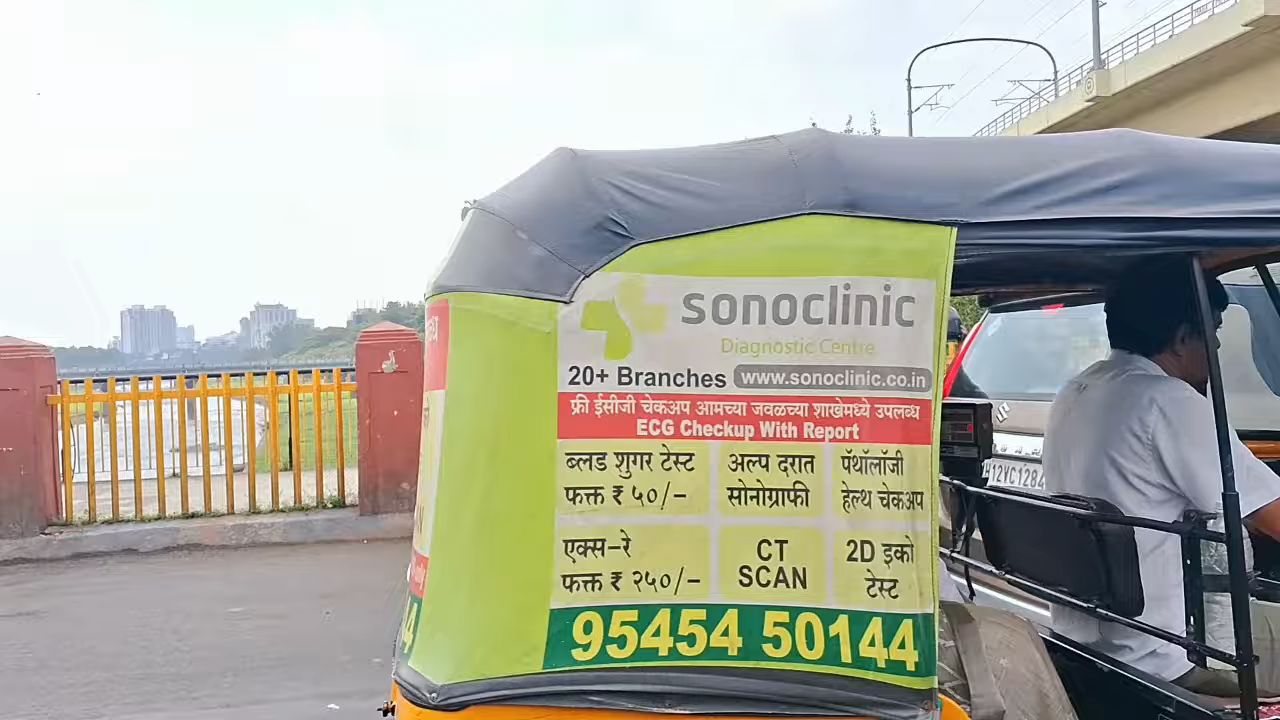 sonoclinic
Diagnostic Centre
20+ Branches www.sonoclinic.co.in
फ्री ईसीजी चेकअप आमच्या जवळच्या शाखेमध्ये उपलब्ध
ECG Checkup With Report
ब्लड शुगर टेस्ट
फक्त ₹ ५०/-
अल्प दरात
सोनोग्राफी
पॅथॉलॉजी
हेल्थ चेकअप
एक्स-रे
फक्त ₹ २५०/-
CT
SCAN
2D इको
टेस्ट
95454 50144
12VC1284